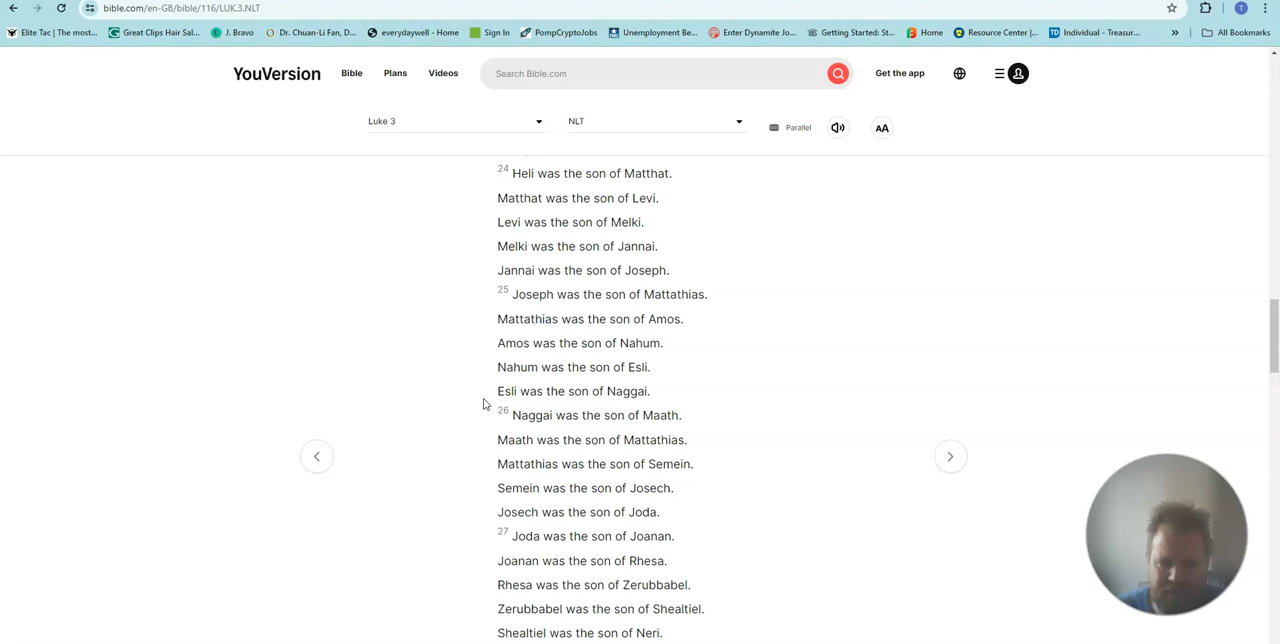 bible.com/en-GB/bible/116/LUK.3.NLT
T
Elite Tac | The most...
Great Clips Hair Sal...
J. Bravo
Dr. Chuan-Li Fan, D...
everydaywell - Home
Sign In
PompCryptoJobs
Unemployment Be...
Enter Dynamite Jo...
Getting Started: St...
Home
Resource Center |...
TD
Individual - Treasur...
»
All Bookmarks
YouVersion
Bible
Plans
Videos
Search Bible.com
Get the app
Luke 3
NLT
Parallel
AA
24 Heli was the son of Matthat.
Matthat was the son of Levi.
Levi was the son of Melki.
Melki was the son of Jannai.
Jannai was the son of Joseph.
25 Joseph was the son of Mattathias.
Mattathias was the son of Amos.
Amos was the son of Nahum.
Nahum was the son of Esli.
Esli was the son of Naggai.
26 Naggai was the son of Maath.
Maath was the son of Mattathias.
Mattathias was the son of Semein.
Semein was the son of Josech.
Josech was the son of Joda.
27 Joda was the son of Joanan.
Joanan was the son of Rhesa.
Rhesa was the son of Zerubbabel.
Zerubbabel was the son of Shealtiel.
Shealtiel was the son of Neri.